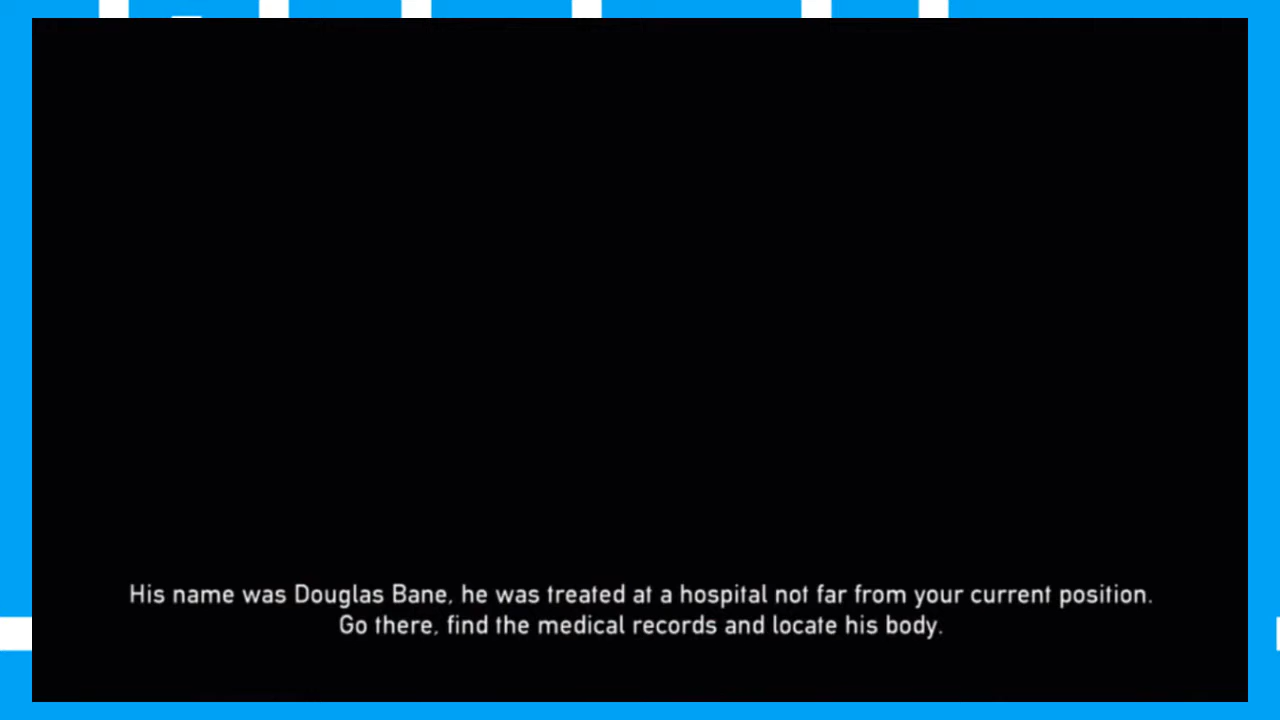 His name was Douglas Bane, he was treated at a hospital not far from your current position.
Go there, find the medical records and locate his body.